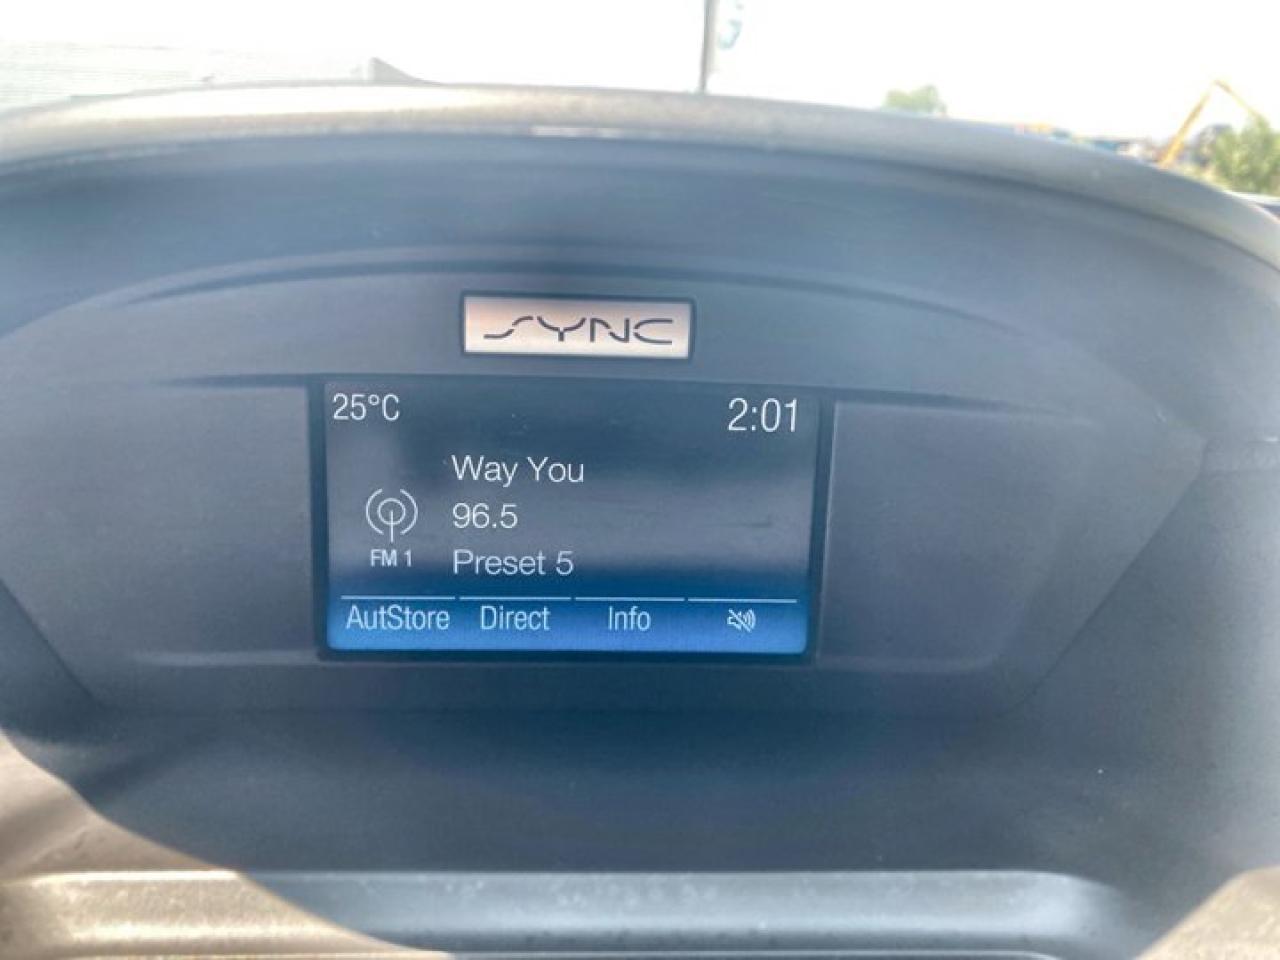 SYNC
25°C 2:01
Way You
96.5
FM 1 Preset 5
AutStore Direct Info